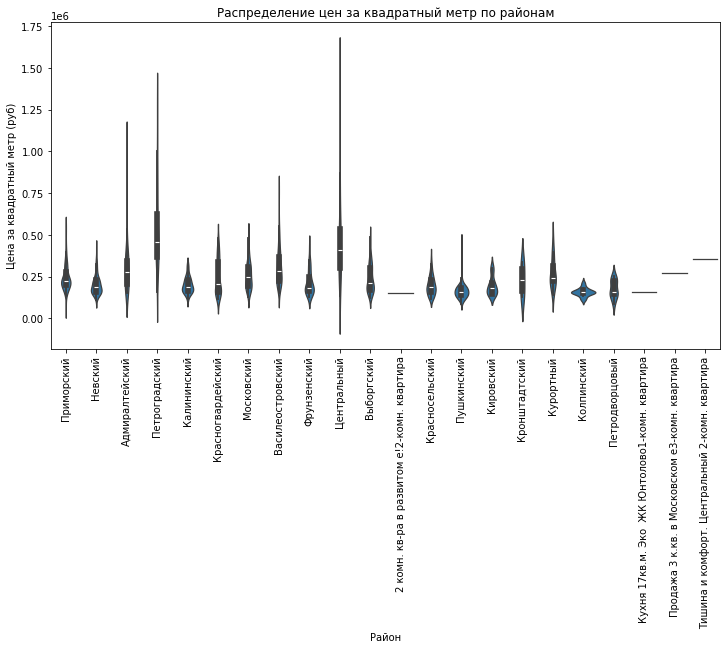 Распределение цен за квадратный метр по районам
1e6
Цена за квадратный метр (руб)
1.75
1.50
1.25
1.00
0.75
0.50
0.25
0.00
Приморский
Невский
Адмиралтейский
Петроградский
Калининский
Красногвардейский
Московский
Василеостровский
Фрунзенский
Центральный
Выборгский
2 комн. кв-ра в развитом е!2-комн. квартира
Красносельский
Пушкинский
Кировский
Кронштадтский
Курортный
Колпинский
Петродворцовый
Кухня 17кв.м. Эко  ЖК Юнтолово1-комн. квартира
Продажа 3 к.кв. в Московском е3-комн. квартира
Тишина и комфорт. Центральный 2-комн. квартира
Район